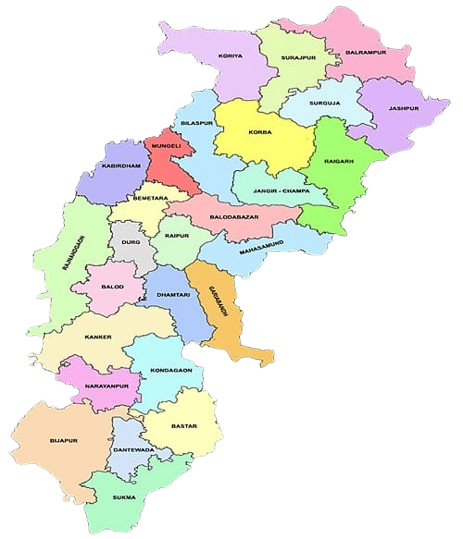 KORIYA
SURAJPUR
BALRAMPUR
SURGUJA
JASHPUR
BILASPUR
KORBA
MUNGELI
RAIGARH
KABIRDHAM
JANGIR - CHAMPA
BEMETARA
BALODABAZAR
RAIPUR
DURG
MAHASAMUND
RAJNANDGAON
BALOD
DHAMTARI
GARIABANDH
KANKER
KONDAGAON
NARAYANPUR
BASTAR
BIJAPUR
DANTEWADA
SUKMA